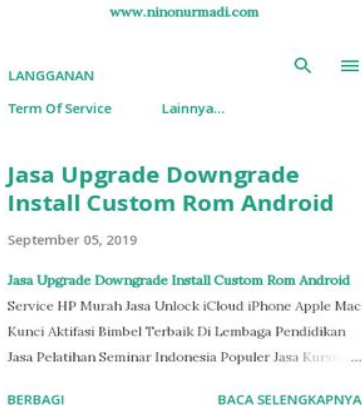 www.ninonurmadi.com
LANGGANAN
Term Of Service Lainnya...
Jasa Upgrade Downgrade
Install Custom Rom Android
September 05, 2019
Jasa Upgrade Downgrade Install Custom Rom Android
Service HP Murah Jasa Unlock iCloud iPhone Apple Mac
Kunci Aktifasi Bimbel Terbaik Di Lembaga Pendidikan
Jasa Pelatihan Seminar Indonesia Populer Jasa ...
BERBAGI BACA SELENGKAPNYA